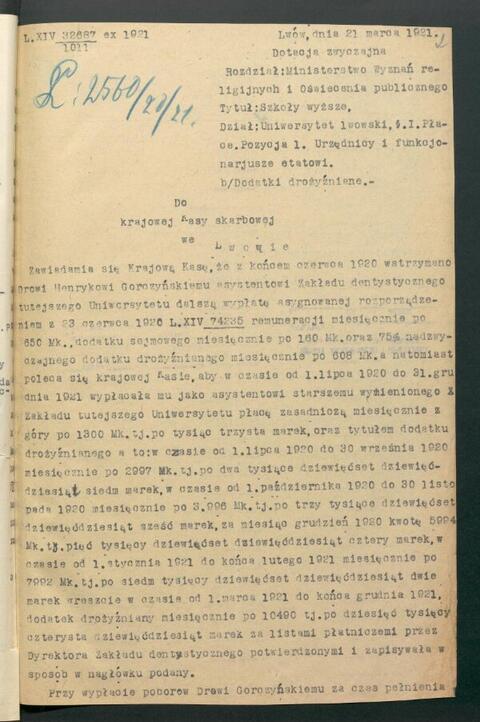 L.XIV 32687 ex 1921
1011
Lwów, dnia 21 marca 1921.
L: 2560/20/21.
Dotacja zwyczajna
Rozdział:Ministerstwo Wyznań re-
ligijnych i Oświecenia publicznego
Tytuł:Szkoły wyższe,
Dział:Uniwersytet lwowski,§.I.Pła-
ce.Pozycja 1. Urzędnicy i funkcjo-
narjusze etatowi.
b/Dodatki drożyźniane.-
Do
krajowej Kasy skarbowej
we
Lwowie
Zawiadamia się Krajową Kasę,że z końcem czerwca 1920 wstrzymano
Drowi Henrykowi Gorozyńskiemu asystentowi Zakładu dentystycznego
tutejszego Uniwersytetu dalszą wypłatę asygnowanej rozporządze-
niem z 23 czerwca 1920 L.XIV 74235 remuneracji miesięcznie po
650 Mk.,dodatku sejmowego miesięcznie po 160 Mk.oraz 75% nadzwy-
czajnego dodatku drożyźnianego miesięcznie po 608 Mk.a natomiast
poleca się krajowej Kasie,aby w czasie od 1.lipca 1920 do 31.gru
dnia 1921 wypłacała mu jako asystentowi starszemu wymienionego X
Zakładu tutejszego Uniwersytetu płacę zasadniczą miesięcznie z
góry po 1300 Mk.tj.po tysiąc trzysta marek,oraz tytułem dodatku
drożyźnianego a to:w czasie od 1.lipca 1920 do 30 września 1920
miesięcznie po 2997 Mk.tj.po dwa tysiące dziewięćset dziewięć-
dziesiąt siedm marek,w czasie od 1.października 1920 do 30 listo
pada 1920 miesięcznie po 3.996 Mk.tj.po trzy tysiące dziewięćset
dziewięćdziesiąt sześć marek,za miesiąc grudzień 1920 kwotę 5994
Mk.tj.pięć tysięcy dziewięćset dziewięćdziesiąt cztery marek,w
czasie od 1.stycznia 1921 do końca lutego 1921 miesięcznie po
7992 Mk.tj.po siedm tysięcy dziewięćset dziewięćdziesiąt dwie
marek wreszcie w czasie od 1.marca 1921 do końca grudnia 1921,
dodatek drożyźniany miesięcznie po 10490 tj.po dziesięć tysięcy
czterysta dziewięćdziesiąt marek za listami płatniczemi przez
Dyrektora Zakładu dentystycznego potwierdzonymi i zapisywała w
sposób w nagłówku podany.
Przy wypłacie poborów Drowi Gorozyńskiemu za czas pełnienia